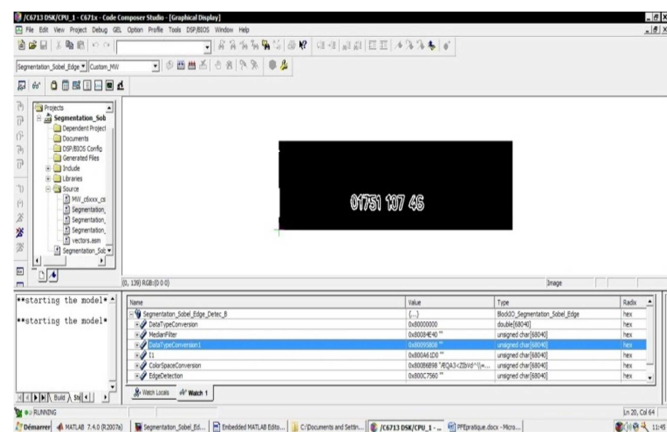 /C6713 DSK/CPU_1 - C671x - Code Composer Studio - [Graphical Display]
File Edit View Project Debug GEL Option Profile Tools DSP/BIOS Window Help
Segmentation_Sobel_Edge Custom_MW
Projects
Segmentation_Sob
Dependent Project
Documents
DSP/BIOS Config
Generated Files
Include
Libraries
Source
MW_c6xxx_cs
Segmentation_
Segmentation_
Segmentation_
vectors.asm
Segmentation_Sob
01751 107 46
(0, 139) RGB:(0 0 0) Image
**starting the model*
**starting the model*
Name Value Type Radix
Segmentation_Sobel_Edge_Detec_B {...} BlockIO_Segmentation_Sobel_Edge hex
DataTypeConversion 0x80000000 double[68040] hex
MedianFilter 0x80084E40 "" unsigned char[68040] hex
DataTypeConversion1 unsigned char[68040] hex
unsigned char[68040] hex
ColorSpaceConversion unsigned char[68040] hex
EdgeDetection 0x800C7560 "" unsigned char[68040] hex
Build Watch Locals Watch 1
RUNNING Ln 20, Col 64
Démarrer MATLAB 7.4.0 (R2007a) Segmentation_Sobel_Ed... Embedded MATLAB Edito... C:\Documents and Settin... /C6713 DSK/CPU_1 - ... PFEpratique.docx - Micro... 11:45